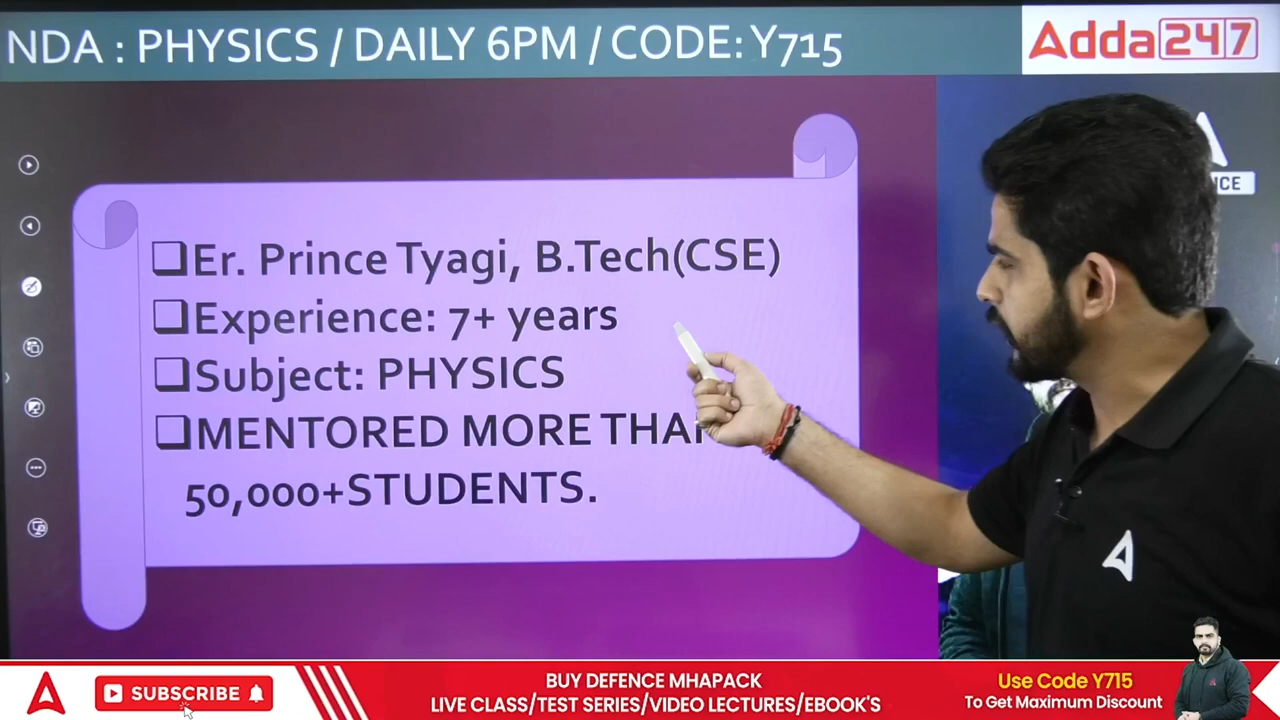 NDA : PHYSICS / DAILY 6PM / CODE: Y715
Adda247
❑Er. Prince Tyagi, B.Tech(CSE)
❑Experience: 7+ years
❑Subject: PHYSICS
❑MENTORED MORE THAN
50,000+STUDENTS.
SUBSCRIBE
BUY DEFENCE MHAPACK
LIVE CLASS/TEST SERIES/VIDEO LECTURES/EBOOK'S
Use Code Y715
To Get Maximum Discount